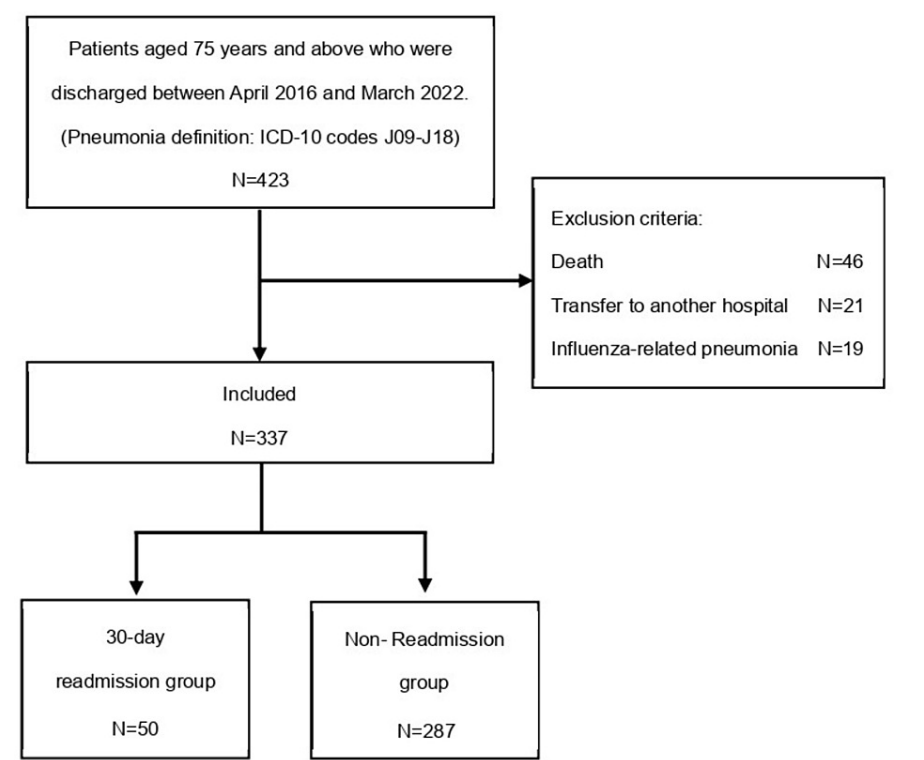 Patients aged 75 years and above who were
discharged between April 2016 and March 2022.
(Pneumonia definition: ICD-10 codes J09-J18)
N=423
Exclusion criteria:
Death N=46
Transfer to another hospital N=21
Influenza-related pneumonia N=19
Included
N=337
30-day
readmission group
N=50
Non- Readmission
group
N=287